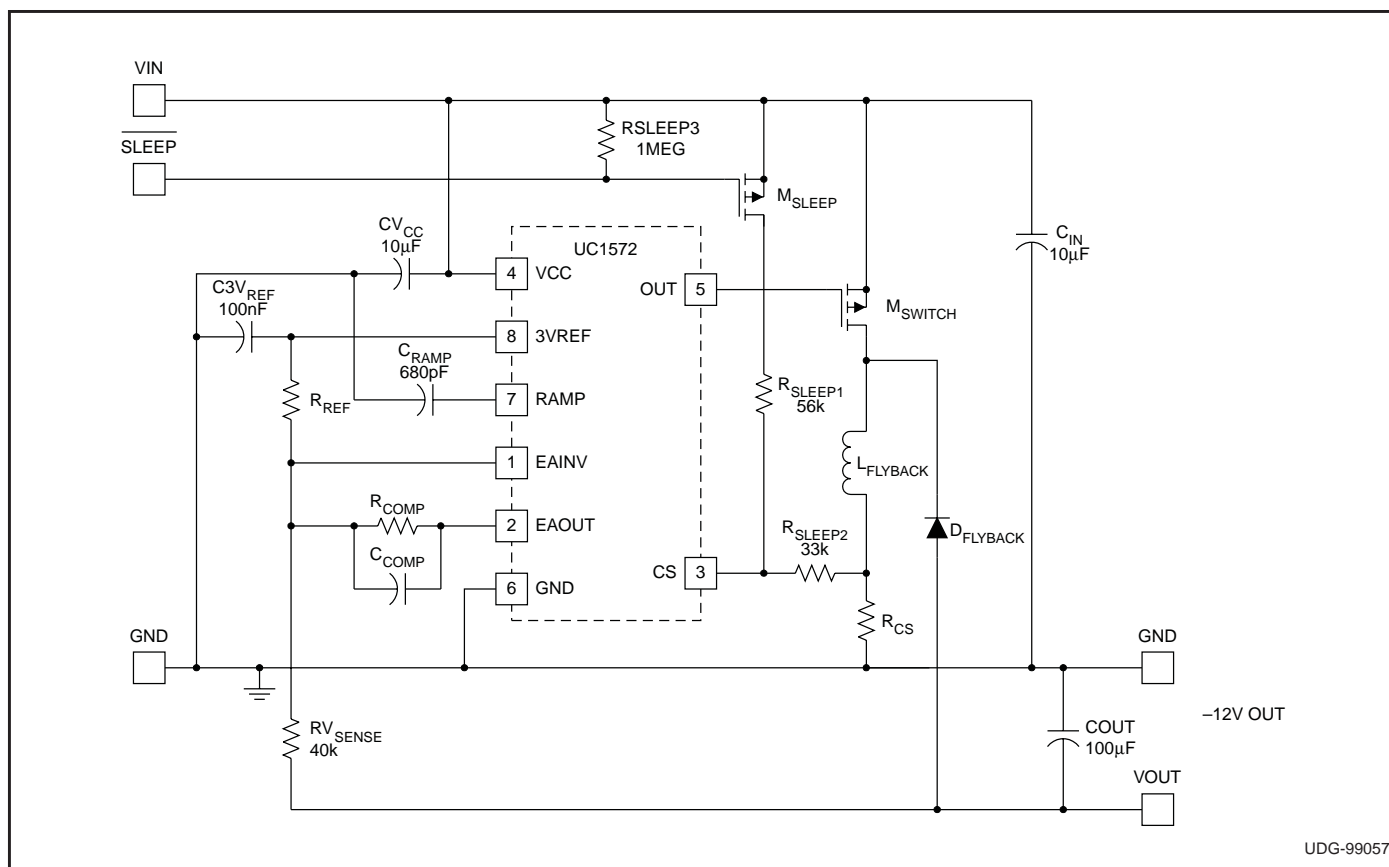 VIN
SLEEP
RSLEEP3
1MEG
MSLEEP
CVCC
10µF
UC1572
CIN
10µF
4 VCC
OUT 5
C3VREF
100nF
MSWITCH
8 3VREF
CRAMP
680pF
RREF
7 RAMP
RSLEEP1
56k
1 EAINV
LFLYBACK
RCOMP
2 EAOUT
RSLEEP2
33k
DFLYBACK
CCOMP
CS 3
6 GND
RCS
GND
GND
–12V OUT
RVSENSE
40k
COUT
100µF
VOUT
UDG-99057